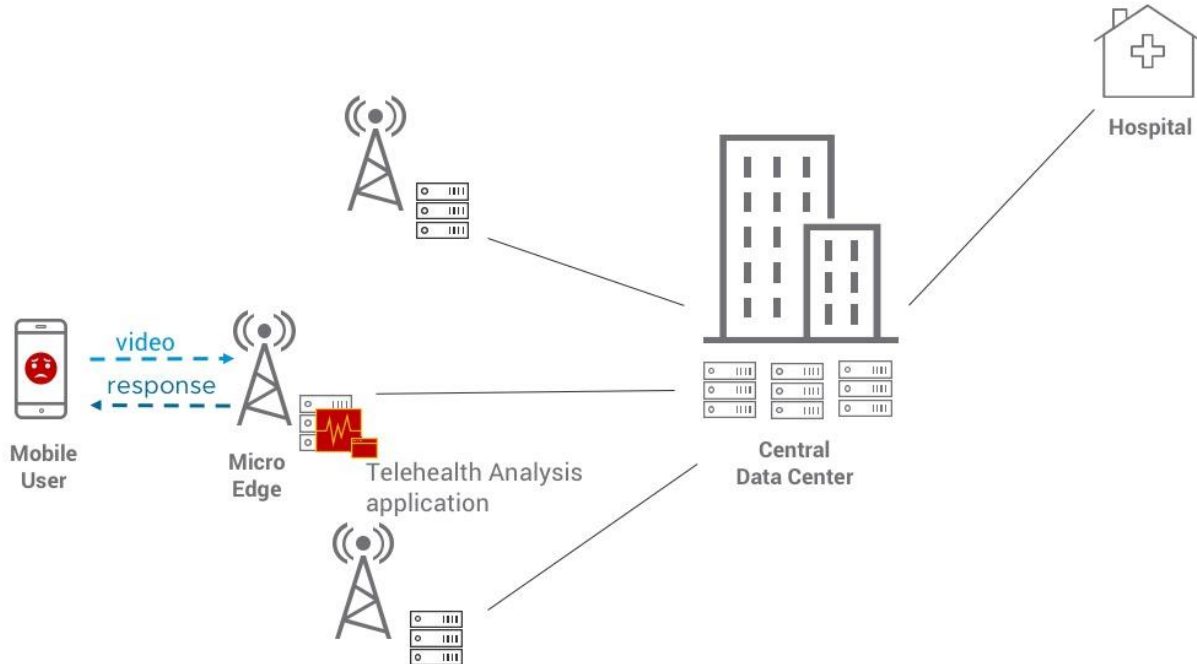 Hospital
video
response
Mobile
User
Micro
Edge
Telehealth Analysis
application
Central
Data Center